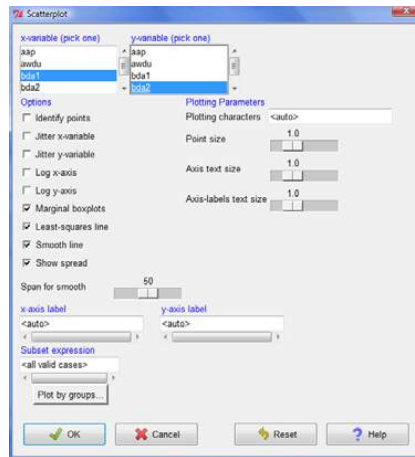 Scatterplot
x-variable (pick one) y-variable (pick one)
aap aap
awdu awdu
bda1 bda1
bda2 bda2
Options Plotting Parameters
Identify points Plotting characters <auto>
Jitter x-variable Point size 1.0
Jitter y-variable
Log x-axis Axis text size 1.0
Log y-axis
Marginal boxplots Axis-labels text size 1.0
Least-squares line
Smooth line
Show spread
Span for smooth 50
x-axis label y-axis label
<auto> <auto>
Subset expression
<all valid cases>
Plot by groups...
OK Cancel Reset Help